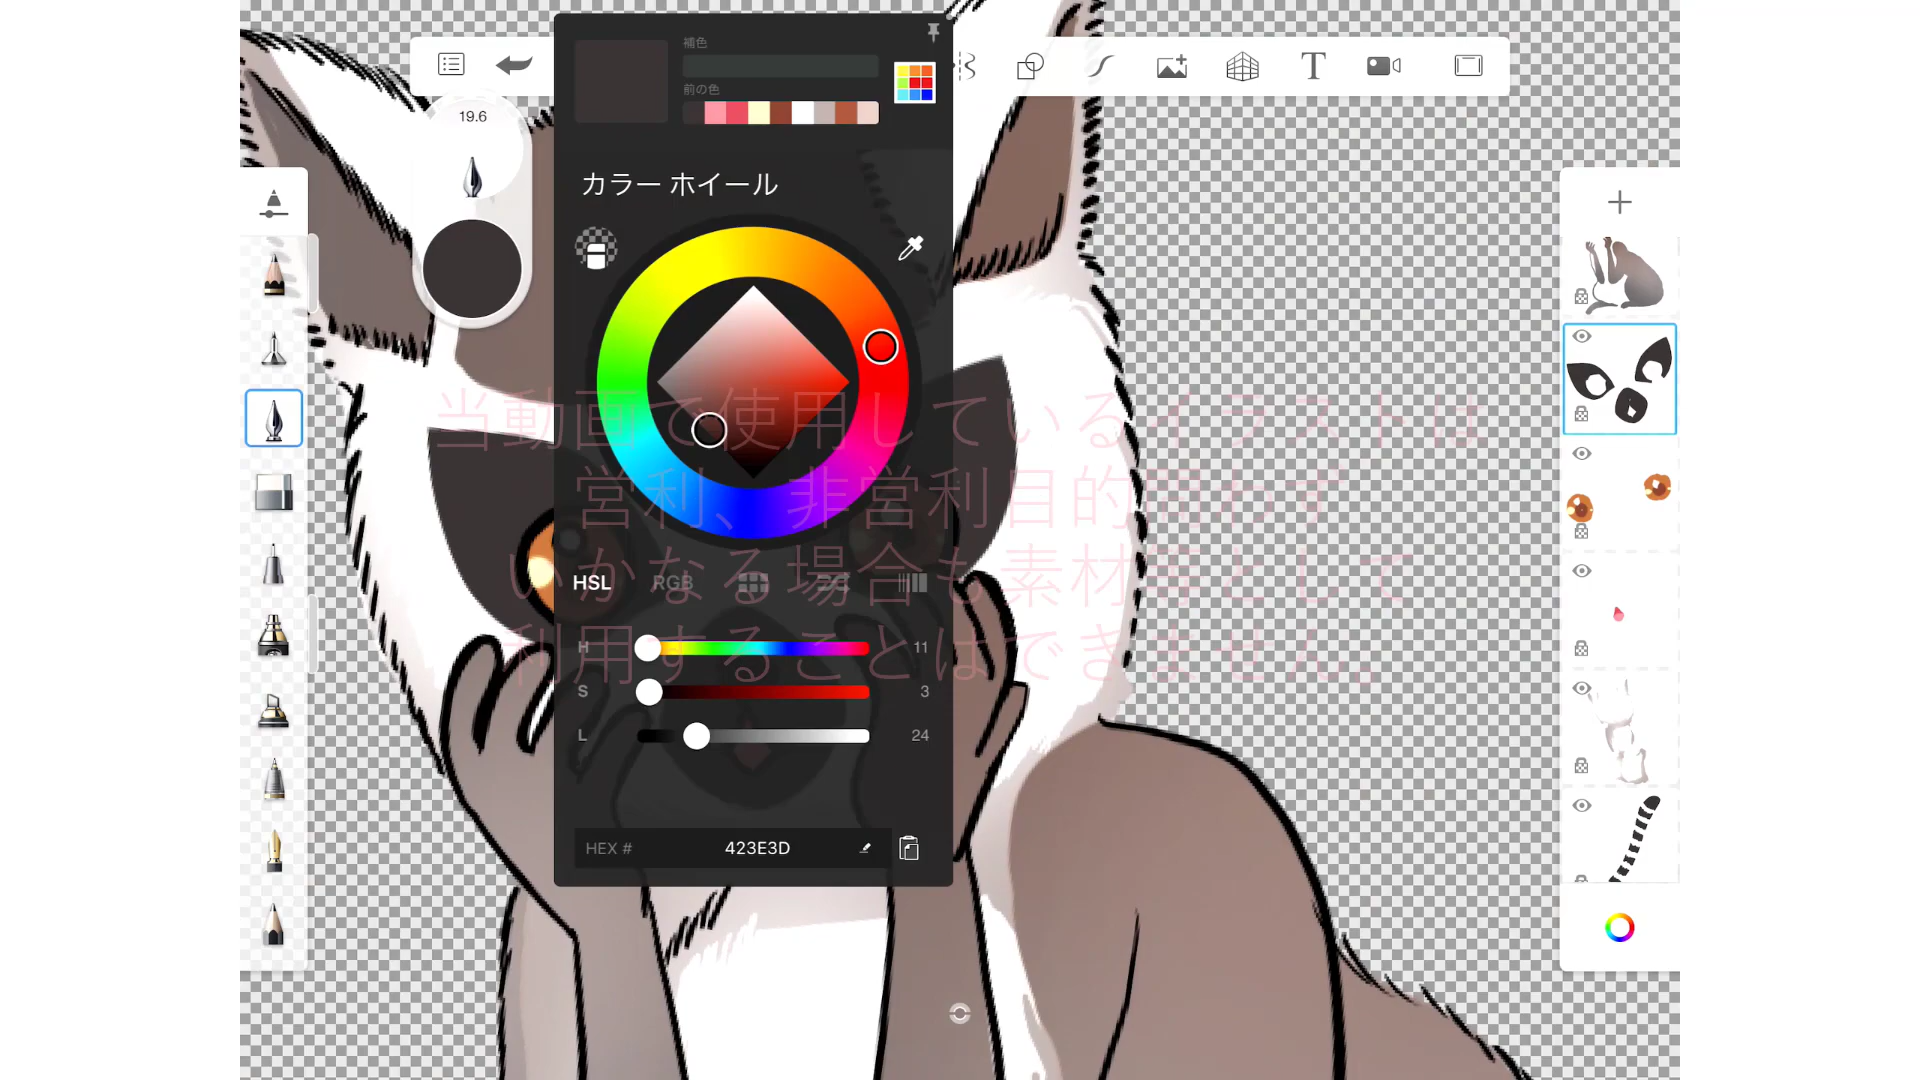 補色
前の色
19.6
カラー ホイール
当動画で使用しているイラストは
営利、非営利目的問わず
いかなる場合も素材等として
利用することはできません。
HSL
RGB
H
11
S
3
L
24
HEX #
423E3D
T